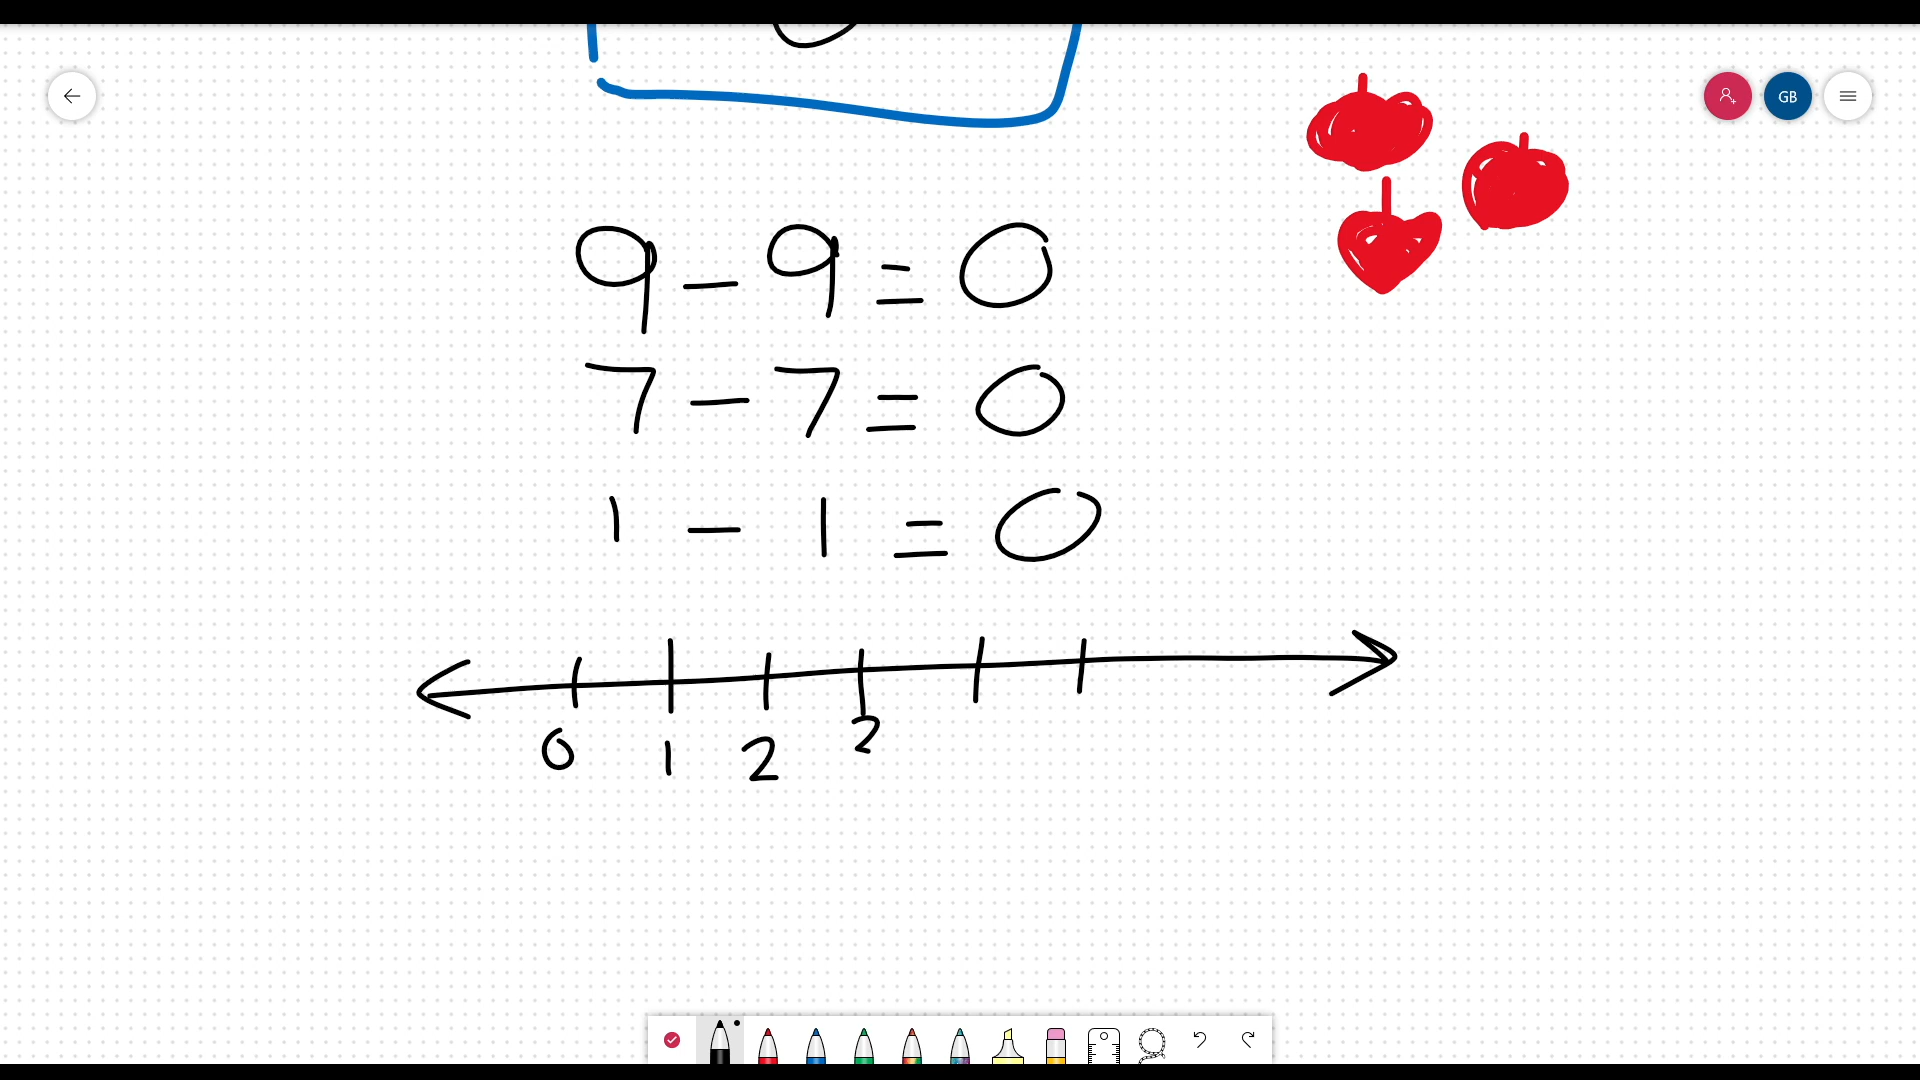 GB
9 - 9 = 0
7 - 7 = 0
1 - 1 = 0
0 1 2 2